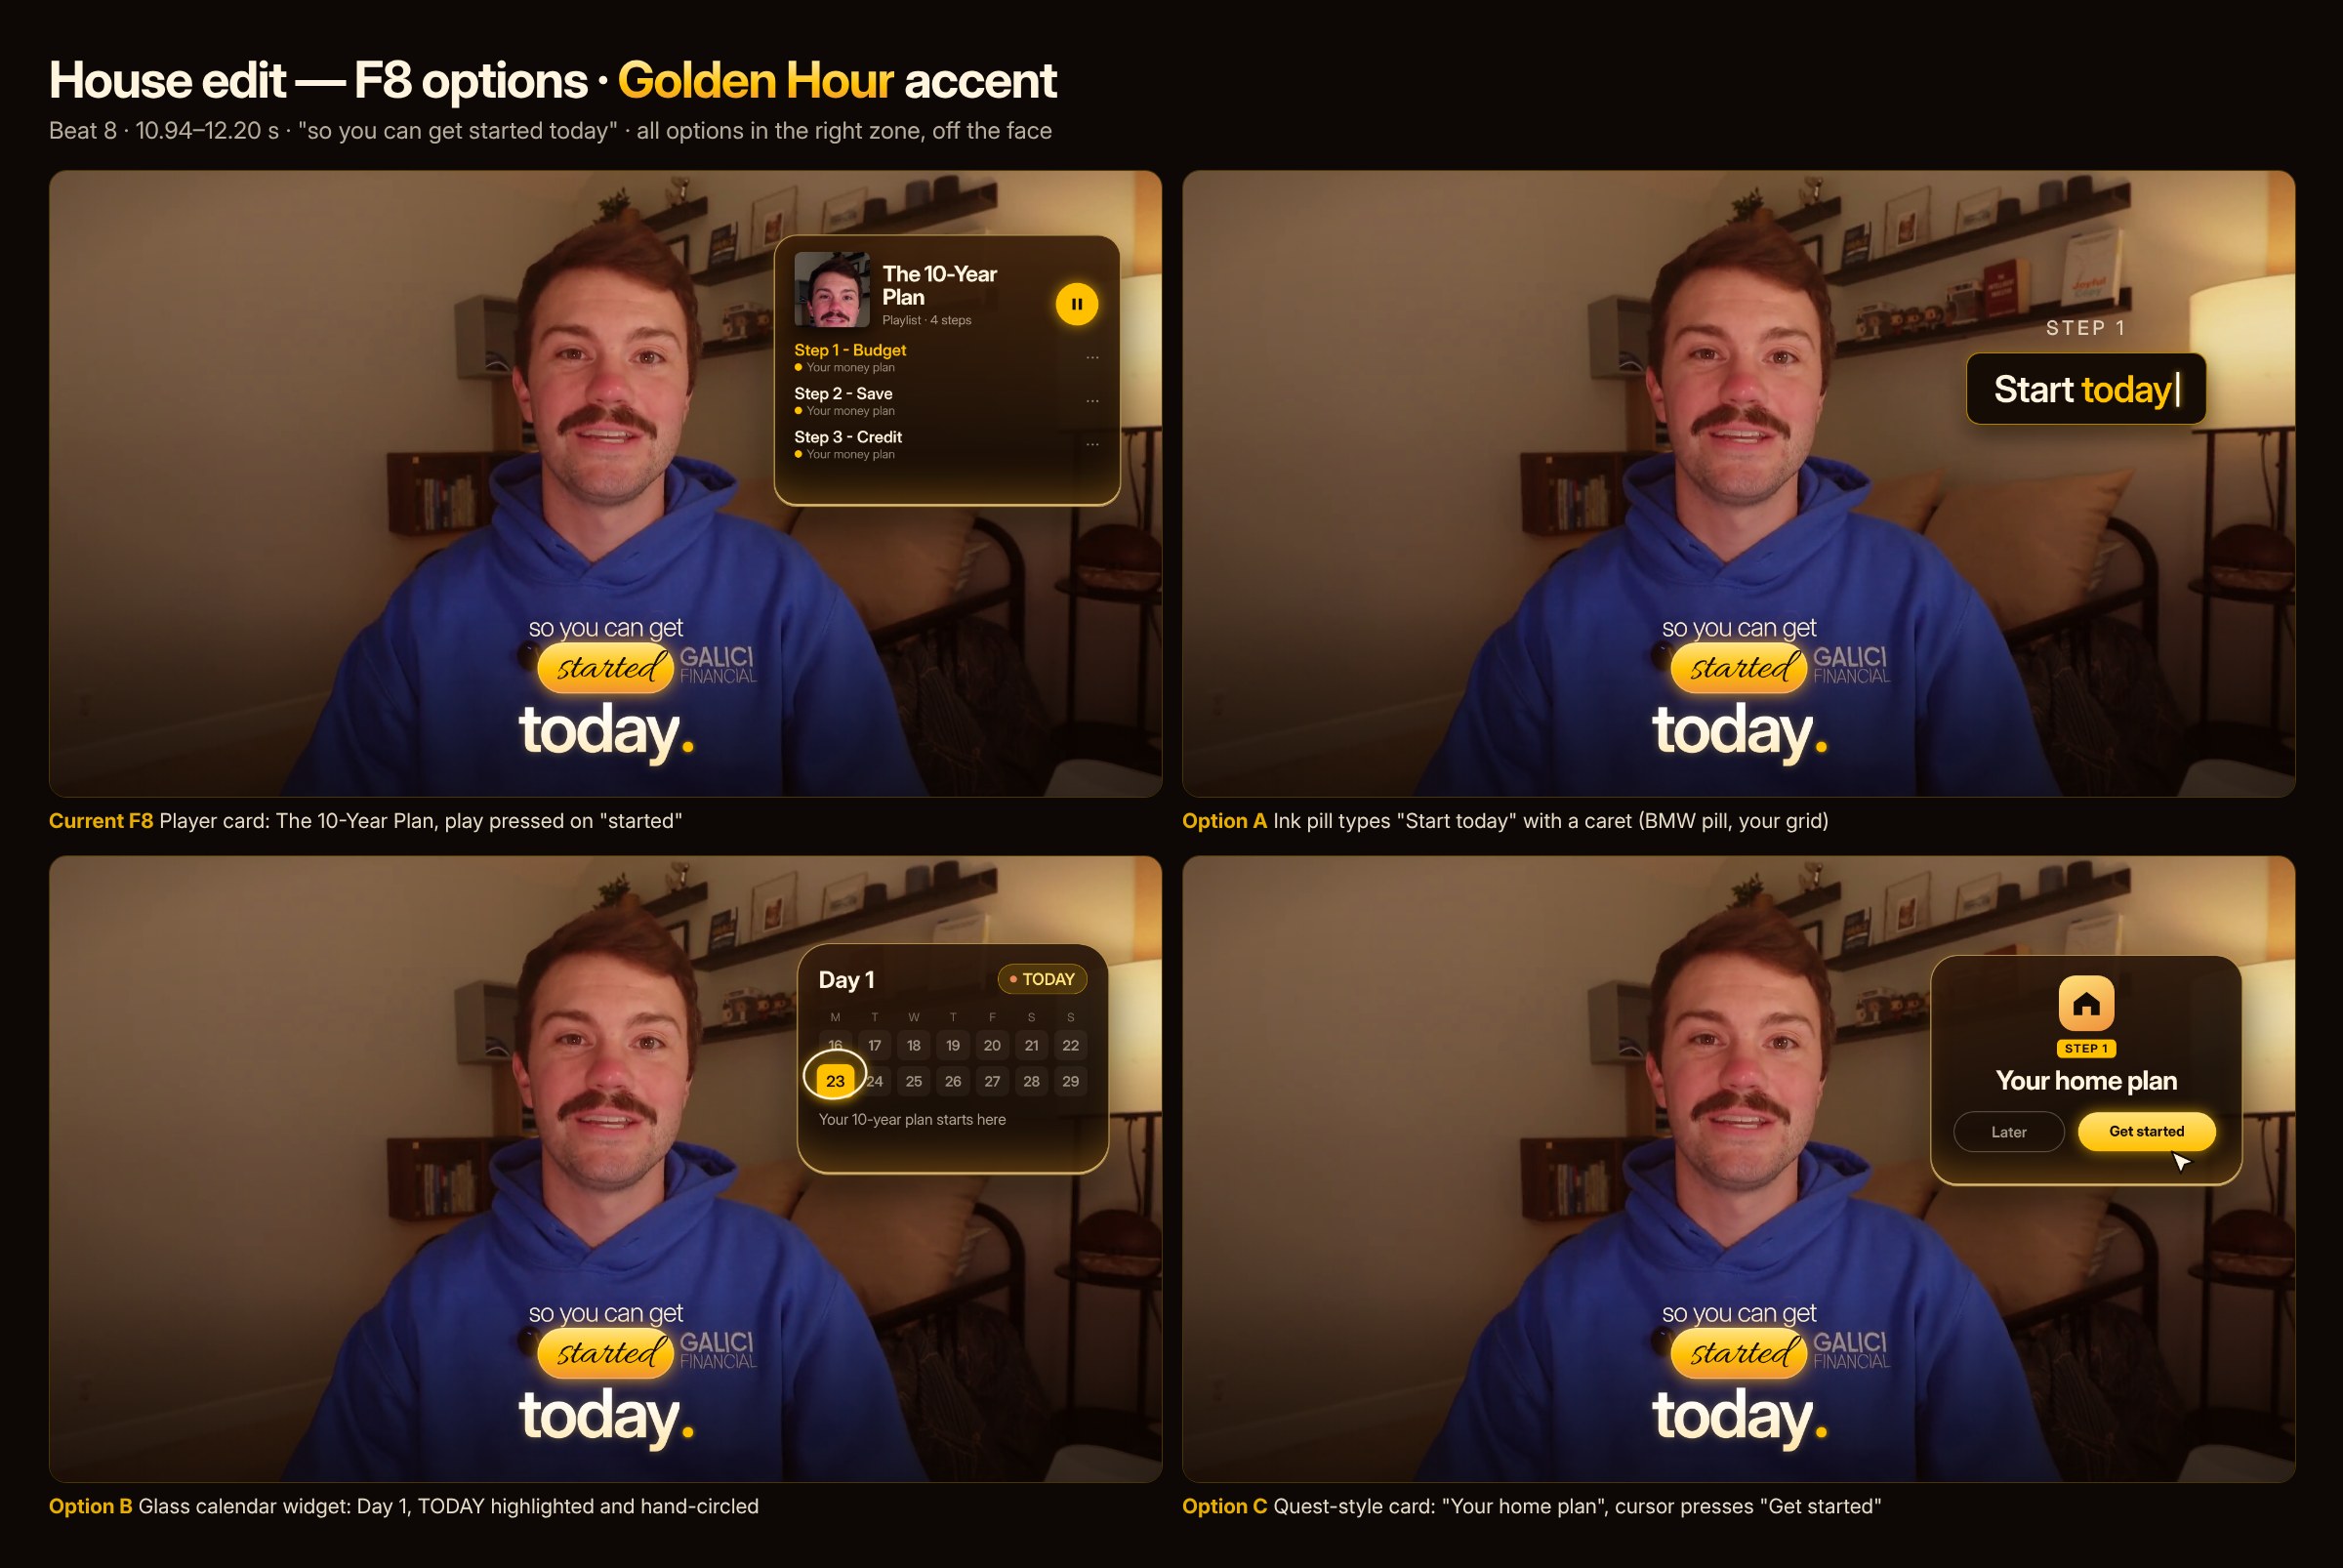 House edit — F8 options · Golden Hour accent
Beat 8 · 10.94–12.20 s · "so you can get started today" · all options in the right zone, off the face
The 10-Year
Plan
Playlist · 4 steps
Step 1 - Budget
Your money plan
Step 2 - Save
Your money plan
Step 3 - Credit
Your money plan
so you can get
started
GALICI
FINANCIAL
today.
Current F8 Player card: The 10-Year Plan, play pressed on "started"
Joyful
Copy
STEP 1
Start today
so you can get
started
GALICI
FINANCIAL
today.
Option A Ink pill types "Start today" with a caret (BMW pill, your grid)
Day 1
TODAY
M T W T F S S
16 17 18 19 20 21 22
23 24 25 26 27 28 29
Your 10-year plan starts here
so you can get
started
GALICI
FINANCIAL
today.
Option B Glass calendar widget: Day 1, TODAY highlighted and hand-circled
STEP 1
Your home plan
Later
Get started
so you can get
started
GALICI
FINANCIAL
today.
Option C Quest-style card: "Your home plan", cursor presses "Get started"